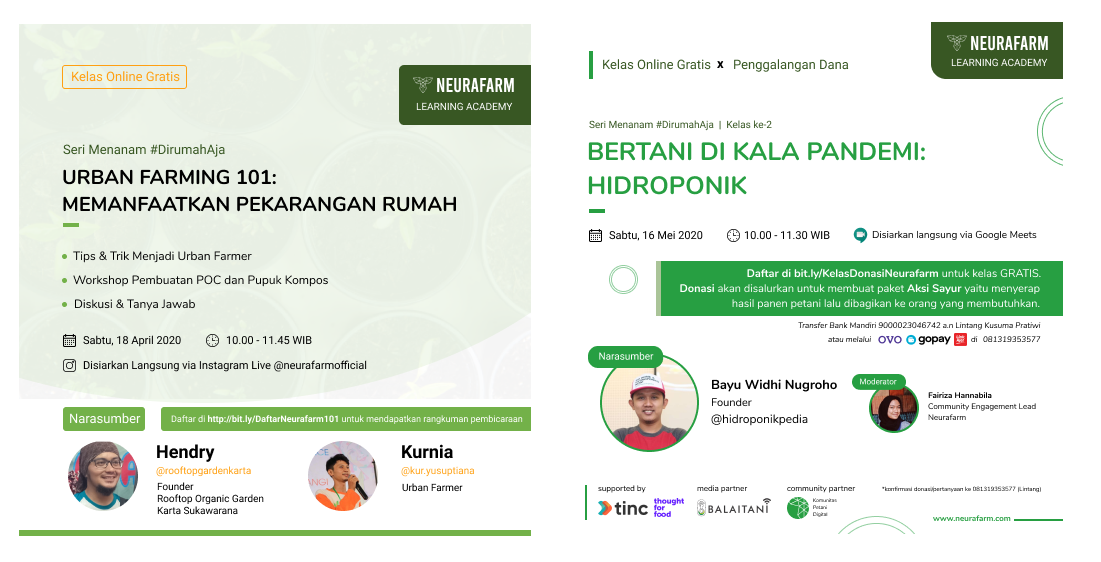 Kelas Online Gratis
NEURAFARM
LEARNING ACADEMY
Seri Menanam #DirumahAja
URBAN FARMING 101:
MEMANFAATKAN PEKARANGAN RUMAH
Tips & Trik Menjadi Urban Farmer
Workshop Pembuatan POC dan Pupuk Kompos
Diskusi & Tanya Jawab
Sabtu, 18 April 2020
10.00 - 11.45 WIB
Disiarkan Langsung via Instagram Live @neurafarmofficial
Narasumber
Daftar di http://bit.ly/DaftarNeurafarm101 untuk mendapatkan rangkuman pembicaraan
Hendry
@rooftopgardenkarta
Founder
Rooftop Organic Garden
Karta Sukawarana
Kurnia
@kur.yusuptiana
Urban Farmer
Kelas Online Gratis x Penggalangan Dana
NEURAFARM
LEARNING ACADEMY
Seri Menanam #DirumahAja | Kelas ke-2
BERTANI DI KALA PANDEMI:
HIDROPONIK
Sabtu, 16 Mei 2020
10.00 - 11.30 WIB
Disiarkan langsung via Google Meets
Daftar di bit.ly/KelasDonasiNeurafarm untuk kelas GRATIS.
Donasi akan disalurkan untuk membuat paket Aksi Sayur yaitu menyerap
hasil panen petani lalu dibagikan ke orang yang membutuhkan.
Transfer Bank Mandiri 9000023046742 a.n Lintang Kusuma Pratiwi
atau melalui OVO gopay di 081319353577
Narasumber
Bayu Widhi Nugroho
Founder
@hidroponikpedia
Moderator
Fairiza Hannabila
Community Engagement Lead
Neurafarm
supported by
tinc
thought
for
food
media partner
BALAITANI
community partner
Komunitas
Petani
Digital
*konfirmasi donasi/pertanyaan ke 081319353577 (Lintang)
www.neurafarm.com